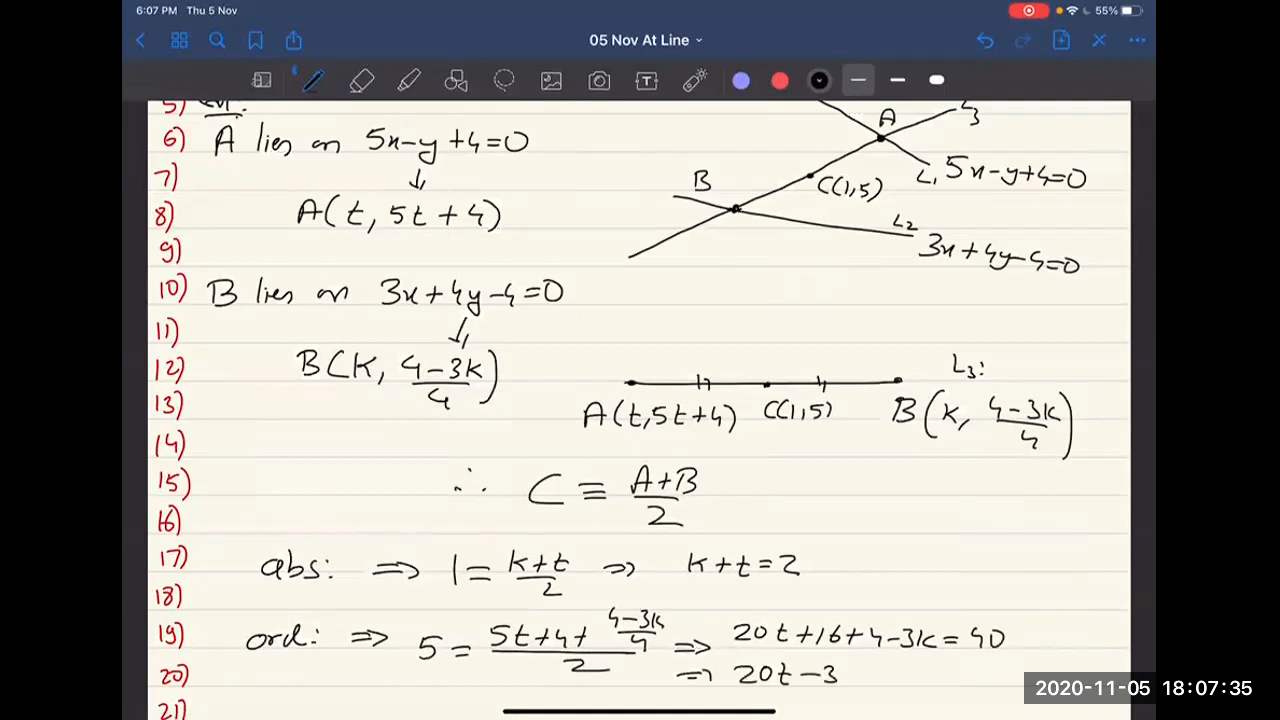 6:07 PM Thu 5 Nov
55%
05 Nov At Line
5)
6) A lies on 5x-y+4=0
7) ↓
8) A(t, 5t+4)
9)
10) B lies on 3x+4y-4=0
11) ↓
12) B(K, (4-3k)/4)
13)
14)
A
L3
L1 5x-y+4=0
C(1,5)
B
L2 3x+4y-4=0
L3:
A(t,5t+4) C(1,5) B(k, (4-3k)/4)
15) ∴ C ≡ (A+B)/2
16)
17) abs: ⇒ 1 = (k+t)/2 ⇒ k+t=2
18)
19) ord: ⇒ 5 = (5t+4+(4-3k)/4)/2 ⇒ 20t+16+4-3k=40
20) ⇒ 20t-3
21)
2020-11-05 18:07:35